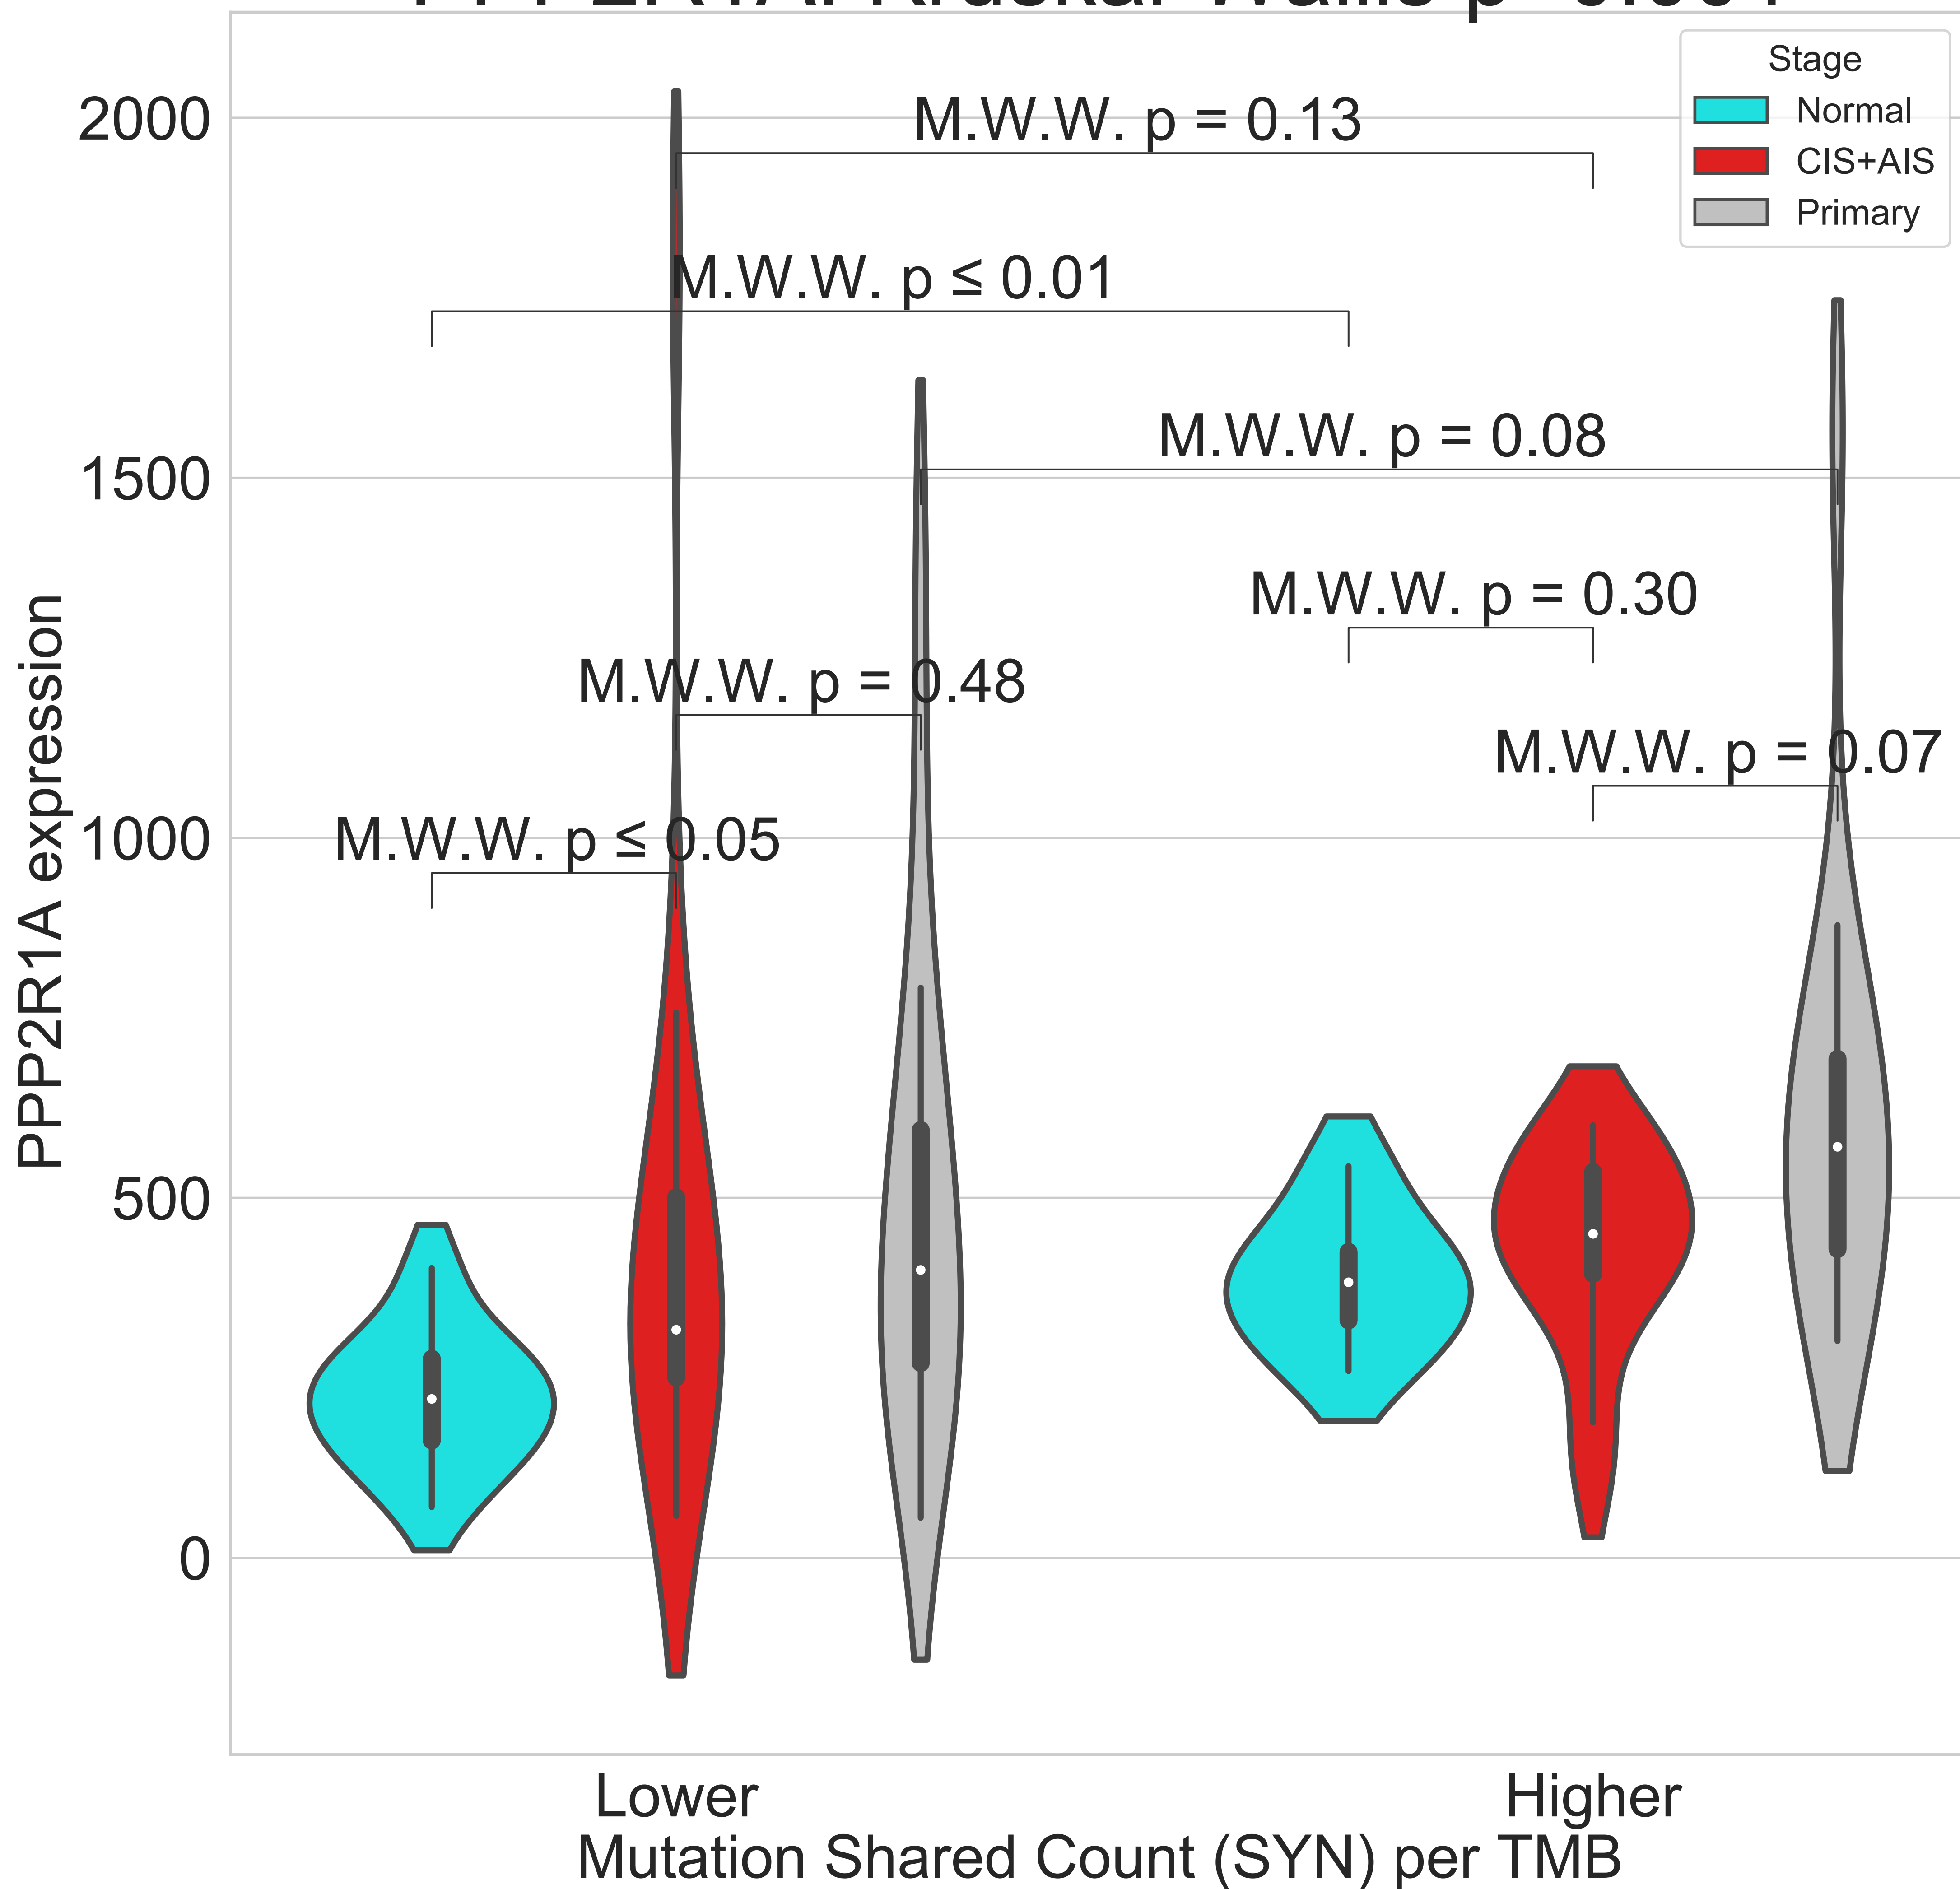 Stage
Normal
CIS+AIS
Primary
2000
1500
1000
500
0
PPP2R1A expression
M.W.W. p = 0.13
M.W.W. p ≤ 0.01
M.W.W. p = 0.08
M.W.W. p = 0.30
M.W.W. p = 0.48
M.W.W. p = 0.07
M.W.W. p ≤ 0.05
Lower
Higher
Mutation Shared Count (SYN) per TMB